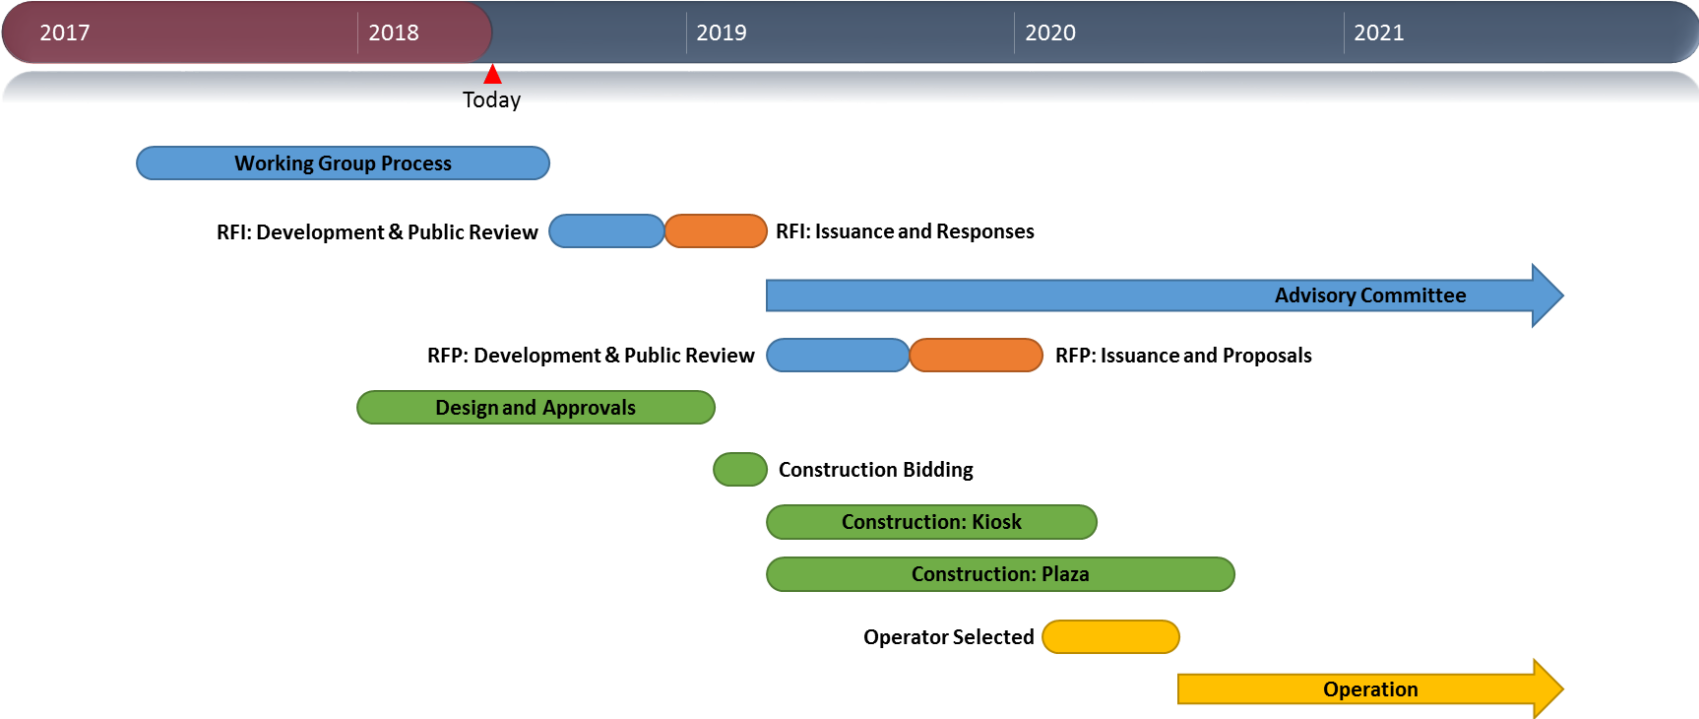 2017 2018 2019 2020 2021
Today
Working Group Process
RFI: Development & Public Review RFI: Issuance and Responses
Advisory Committee
RFP: Development & Public Review RFP: Issuance and Proposals
Design and Approvals
Construction Bidding
Construction: Kiosk
Construction: Plaza
Operator Selected
Operation